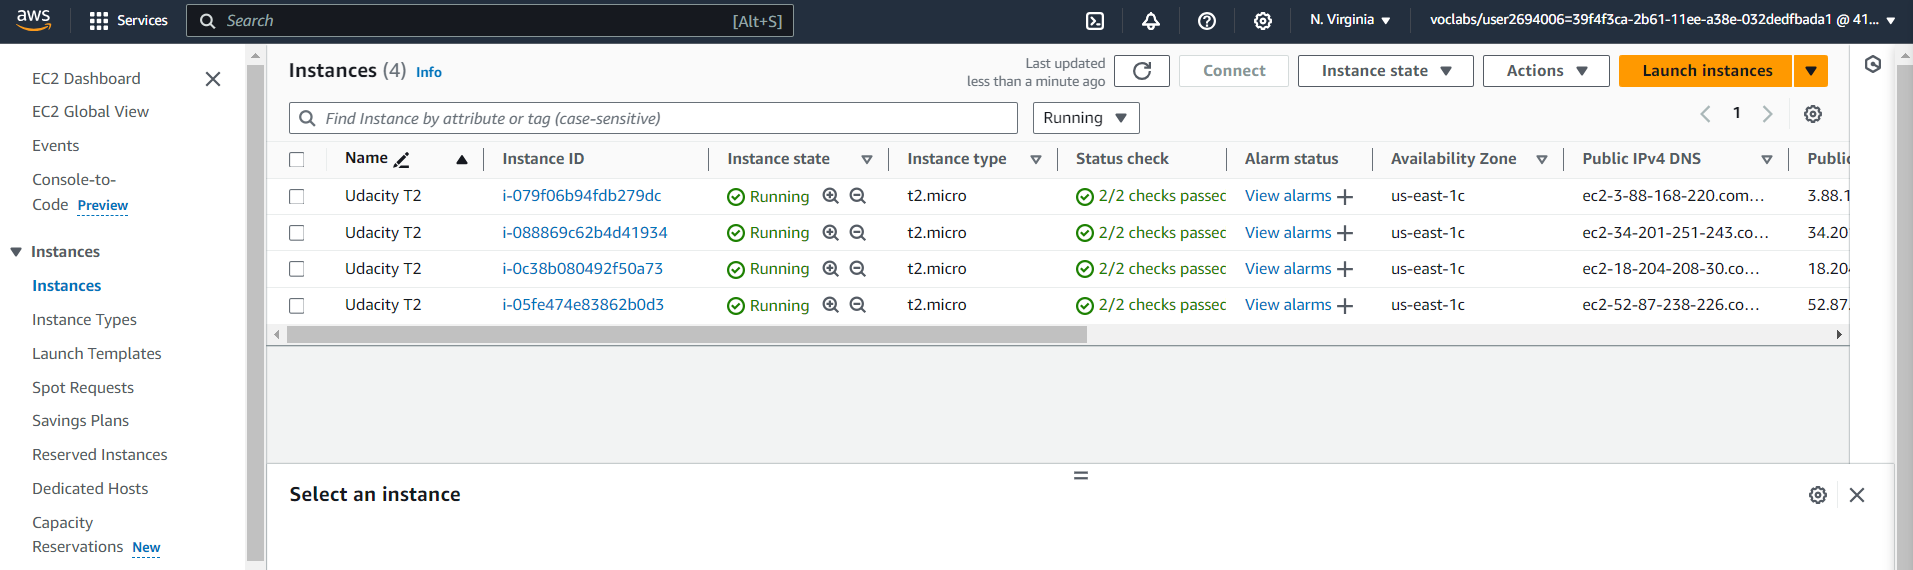 aws Services Search [Alt+S] N. Virginia voclabs/user2694006=39f4f3ca-2b61-11ee-a38e-032dedfbada1 @ 41...
EC2 Dashboard
EC2 Global View
Events
Console-to-
Code Preview
Instances
Instances
Instance Types
Launch Templates
Spot Requests
Savings Plans
Reserved Instances
Dedicated Hosts
Capacity
Reservations New
Instances (4) Info
Last updated
less than a minute ago
Connect Instance state Actions Launch instances
Find Instance by attribute or tag (case-sensitive) Running 1
Name Instance ID Instance state Instance type Status check Alarm status Availability Zone Public IPv4 DNS Public
Udacity T2 i-079f06b94fdb279dc Running t2.micro 2/2 checks passed View alarms us-east-1c ec2-3-88-168-220.com... 3.88.1
Udacity T2 i-088869c62b4d41934 Running t2.micro 2/2 checks passed View alarms us-east-1c ec2-34-201-251-243.co... 34.20
Udacity T2 i-0c38b080492f50a73 Running t2.micro 2/2 checks passed View alarms us-east-1c ec2-18-204-208-30.co... 18.204
Udacity T2 i-05fe474e83862b0d3 Running t2.micro 2/2 checks passed View alarms us-east-1c ec2-52-87-238-226.co... 52.87.
Select an instance